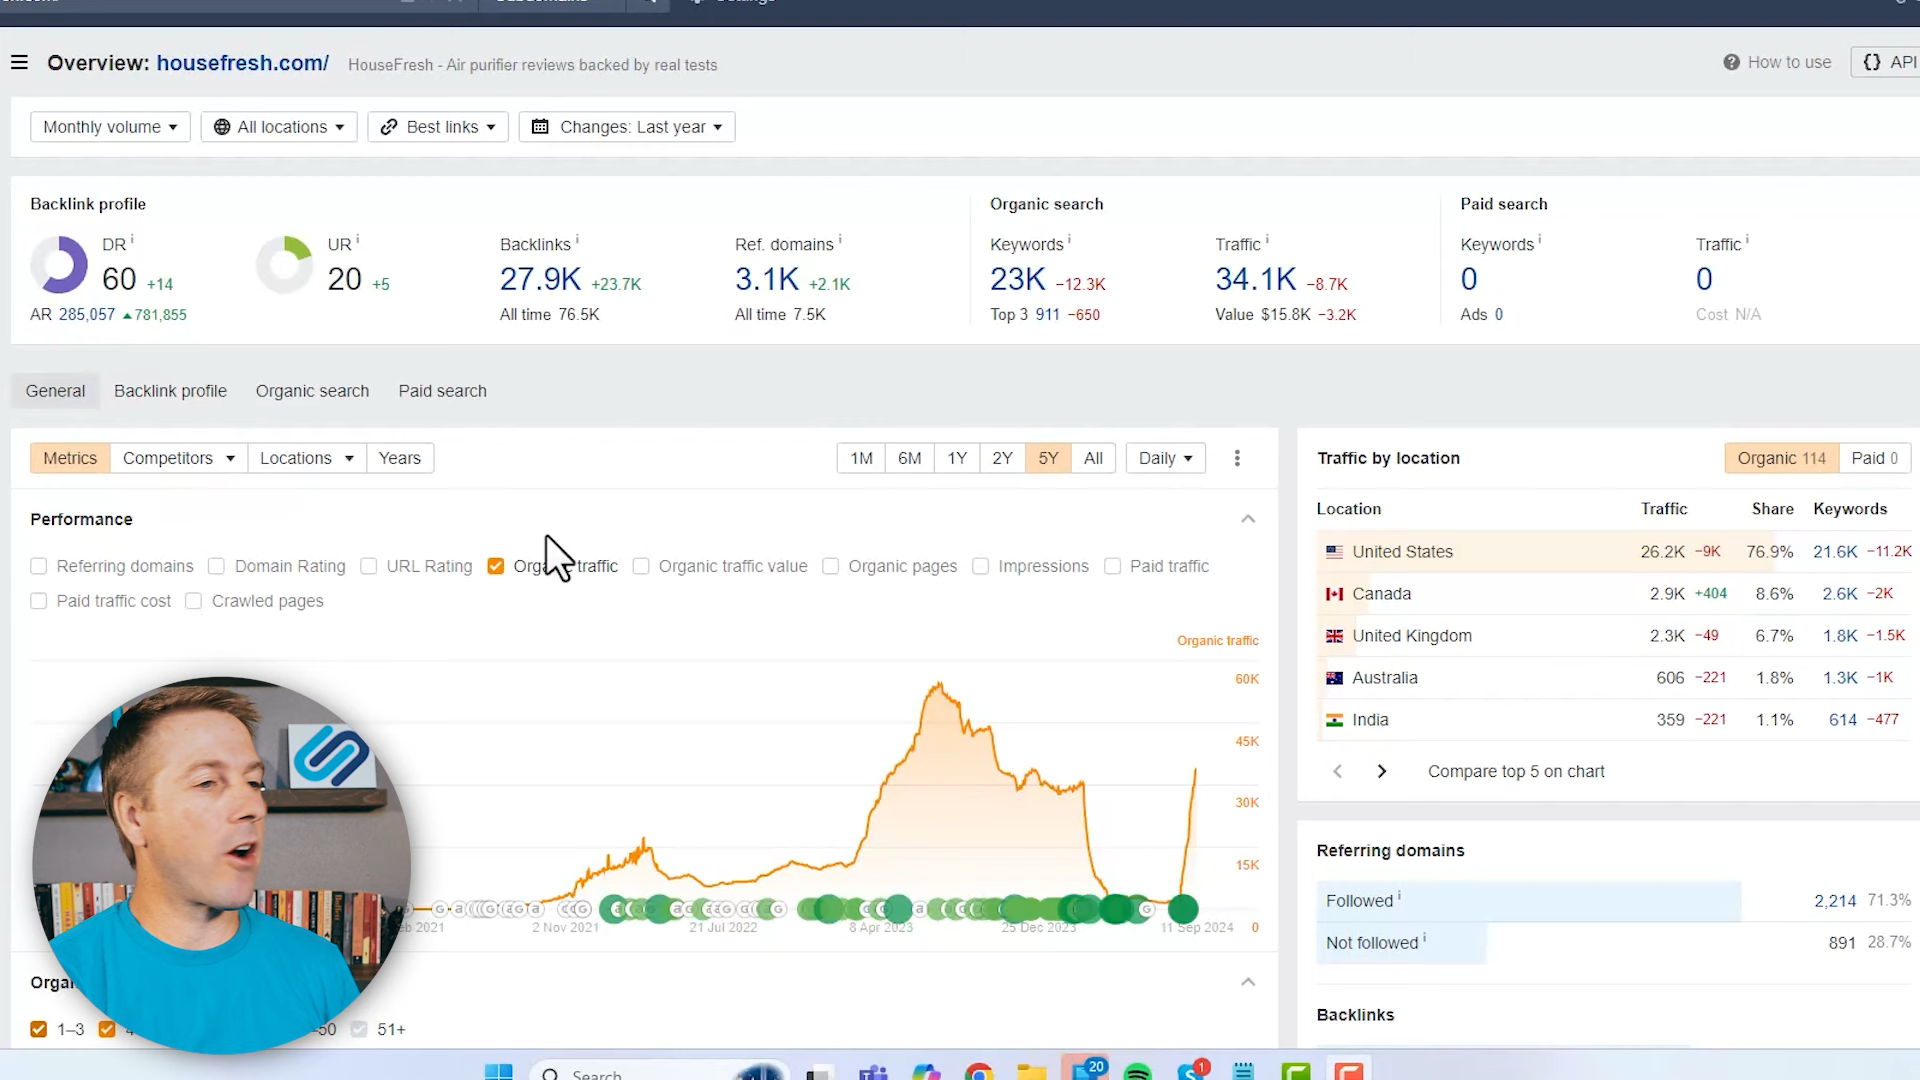 Settings
Overview: housefresh.com/ HouseFresh - Air purifier reviews backed by real tests
How to use
{} API
Monthly volume
All locations
Best links
Changes: Last year
Backlink profile
DR i
60 +14
AR 285,057 781,855
UR i
20 +5
Backlinks i
27.9K +23.7K
All time 76.5K
Ref. domains i
3.1K +2.1K
All time 7.5K
Organic search
Keywords i
23K −12.3K
Top 3 911 −650
Traffic i
34.1K −8.7K
Value $15.8K −3.2K
Paid search
Keywords i
0
Ads 0
Traffic i
0
Cost N/A
General Backlink profile Organic search Paid search
Metrics Competitors Locations Years
1M 6M 1Y 2Y 5Y All Daily
Performance
Referring domains Domain Rating URL Rating Organic traffic Organic traffic value Organic pages Impressions Paid traffic
Paid traffic cost Crawled pages
Organic traffic
60K
45K
30K
15K
0
2021 2 Nov 2021 21 Jul 2022 8 Apr 2023 25 Dec 2023 11 Sep 2024
1–3
51+
Traffic by location
Organic 114 Paid 0
Location Traffic Share Keywords
United States 26.2K −9K 76.9% 21.6K −11.2K
Canada 2.9K +404 8.6% 2.6K −2K
United Kingdom 2.3K −49 6.7% 1.8K −1.5K
Australia 606 −221 1.8% 1.3K −1K
India 359 −221 1.1% 614 −477
Compare top 5 on chart
Referring domains
Followed i 2,214 71.3%
Not followed i 891 28.7%
Backlinks
Search
20
1